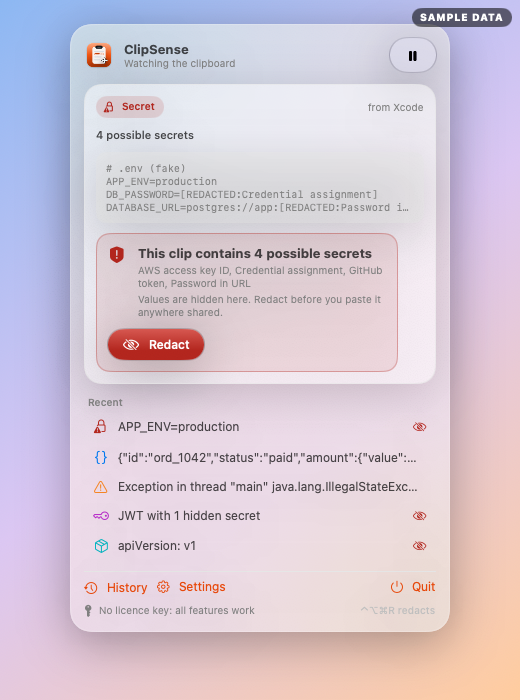 SAMPLE DATA
ClipSense
Watching the clipboard
Secret
from Xcode
4 possible secrets
# .env (fake)
APP_ENV=production
DB_PASSWORD=[REDACTED:Credential assignment]
DATABASE_URL=postgres://app:[REDACTED:Password i…
This clip contains 4 possible secrets
AWS access key ID, Credential assignment, GitHub
token, Password in URL
Values are hidden here. Redact before you paste it
anywhere shared.
Redact
Recent
APP_ENV=production
{"id":"ord_1042","status":"paid","amount":{"value":...
Exception in thread "main" java.lang.IllegalStateExc...
JWT with 1 hidden secret
apiVersion: v1
History Settings Quit
No licence key: all features work ^⌥⌘R redacts